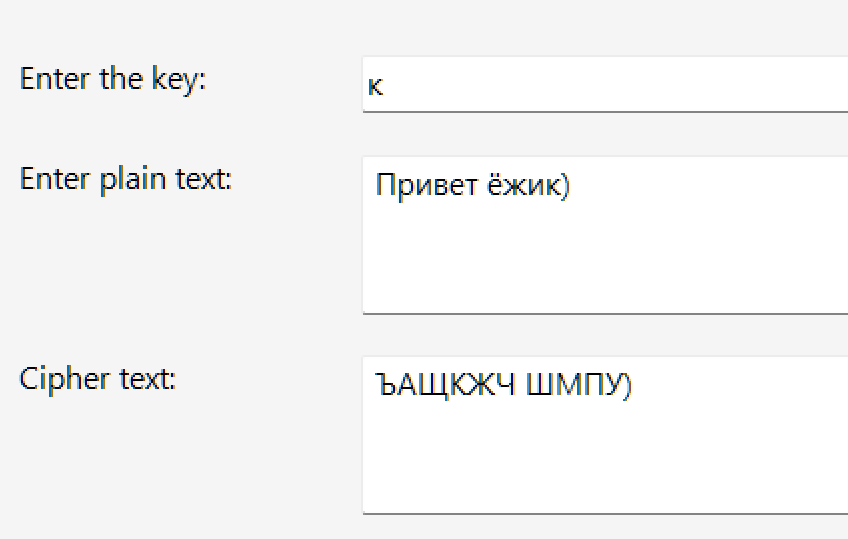 Enter the key:
к
Enter plain text:
Привет ёжик)
Cipher text:
ЪАЩКЖЧ ШМПУ)